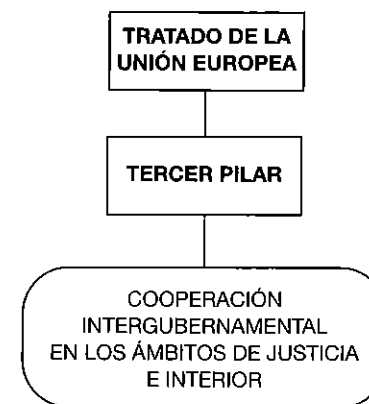 TRATADO DE LA
UNIÓN EUROPEA
TERCER PILAR
COOPERACIÓN
INTERGUBERNAMENTAL
EN LOS ÁMBITOS DE JUSTICIA
E INTERIOR